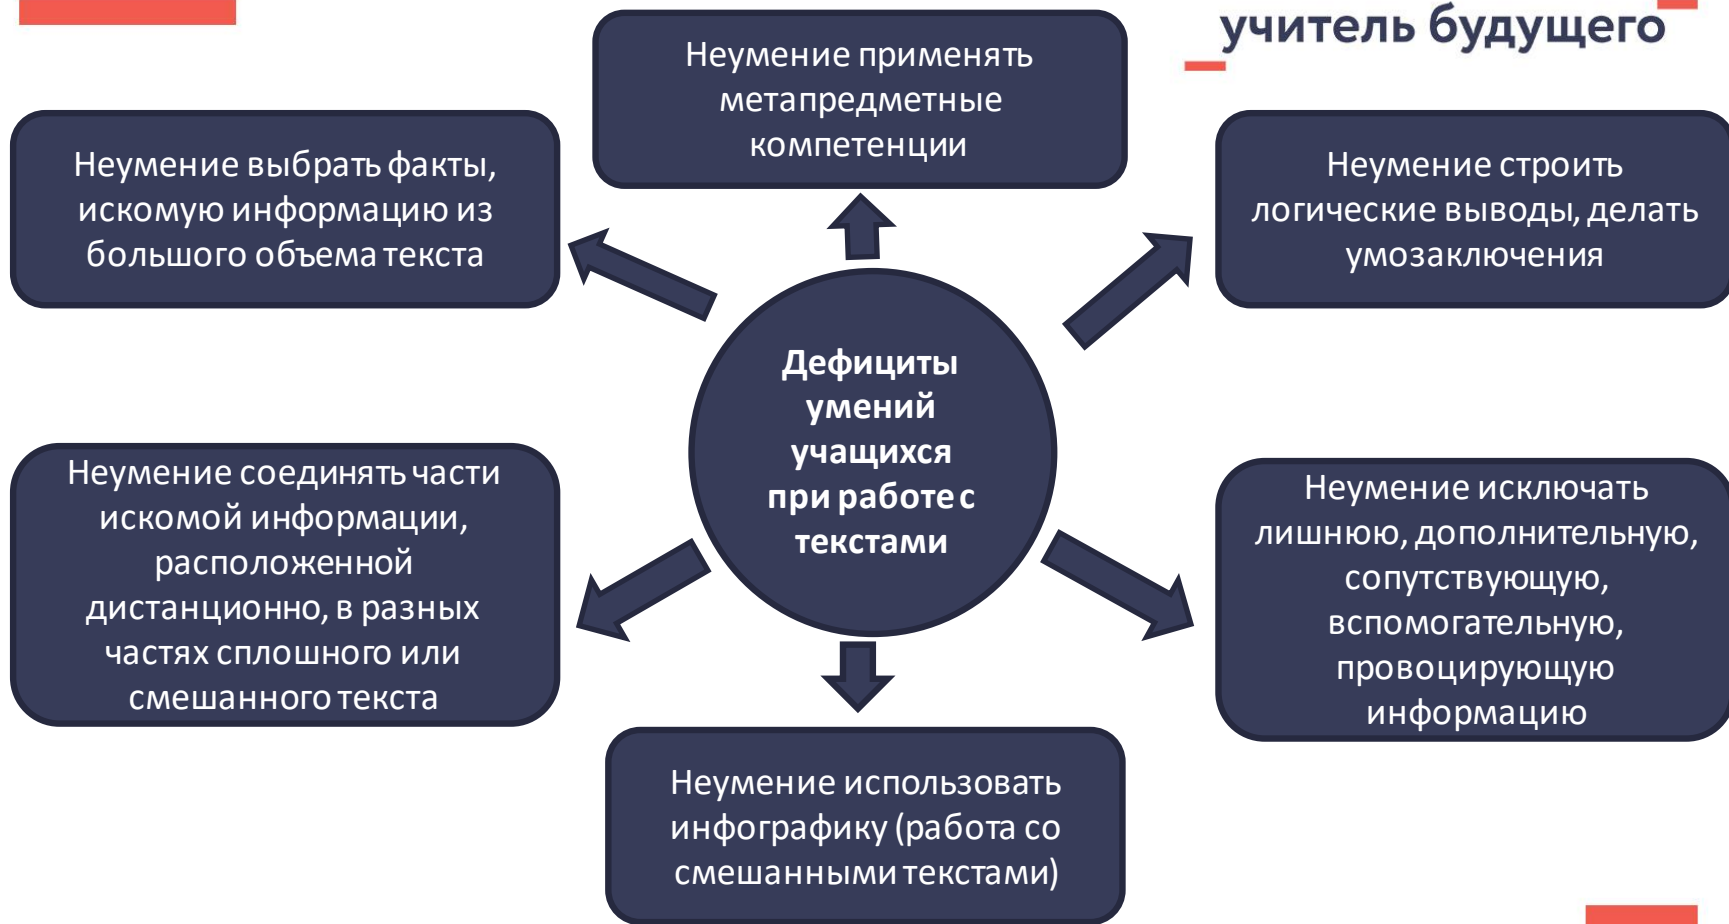 учитель будущего
Неумение применять
метапредметные
компетенции
Неумение выбрать факты,
искомую информацию из
большого объема текста
Неумение строить
логические выводы, делать
умозаключения
Дефициты
умений
учащихся
при работе с
текстами
Неумение соединять части
искомой информации,
расположенной
дистанционно, в разных
частях сплошного или
смешанного текста
Неумение исключать
лишнюю, дополнительную,
сопутствующую,
вспомогательную,
провоцирующую
информацию
Неумение использовать
инфографику (работа со
смешанными текстами)